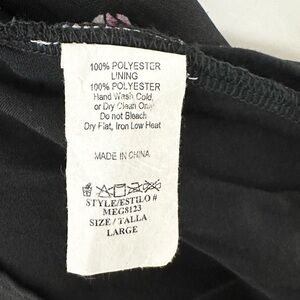 100% POLYESTER
LINING
100% POLYESTER
Hand Wash Cold
or Dry Clean Only
Do not Bleach
Dry Flat, Iron Low Heat
MADE IN CHINA
STYLE/ESTILO #
MEG8123
SIZE / TALLA
LARGE